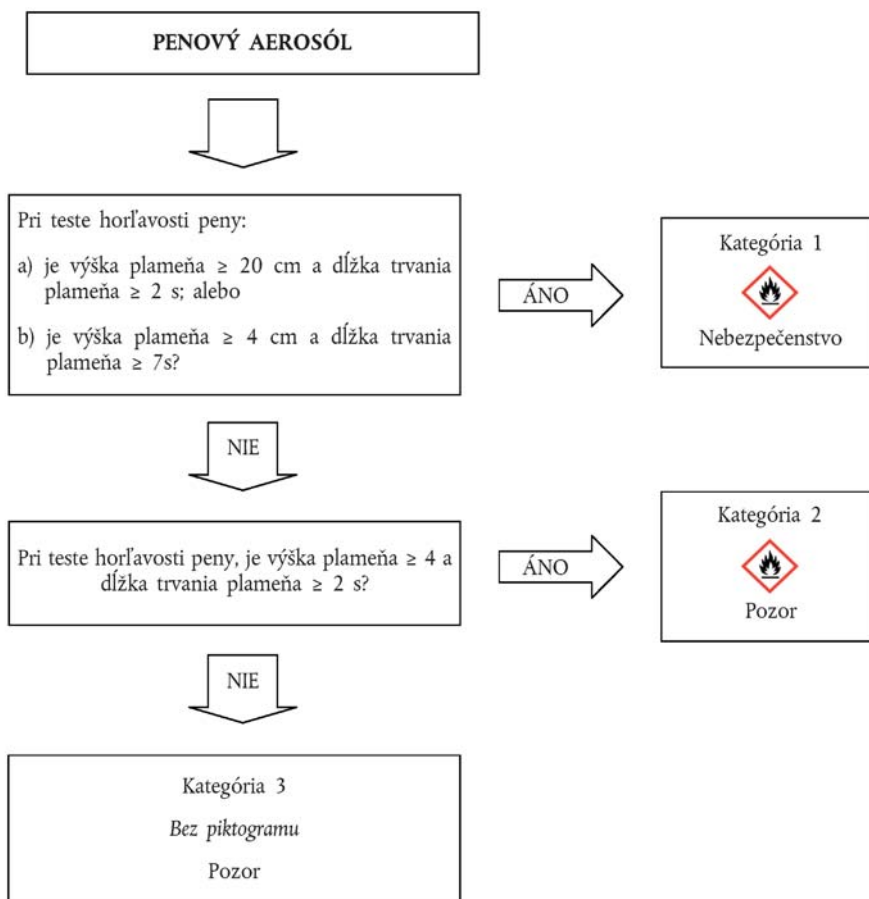 PENOVÝ AEROSÓL
Pri teste horľavosti peny:
a) je výška plameňa ≥ 20 cm a dĺžka trvania
plameňa ≥ 2 s; alebo
b) je výška plameňa ≥ 4 cm a dĺžka trvania
plameňa ≥ 7s?
ÁNO
Kategória 1
Nebezpečenstvo
NIE
Pri teste horľavosti peny, je výška plameňa ≥ 4 a
dĺžka trvania plameňa ≥ 2 s?
ÁNO
Kategória 2
Pozor
NIE
Kategória 3
Bez piktogramu
Pozor